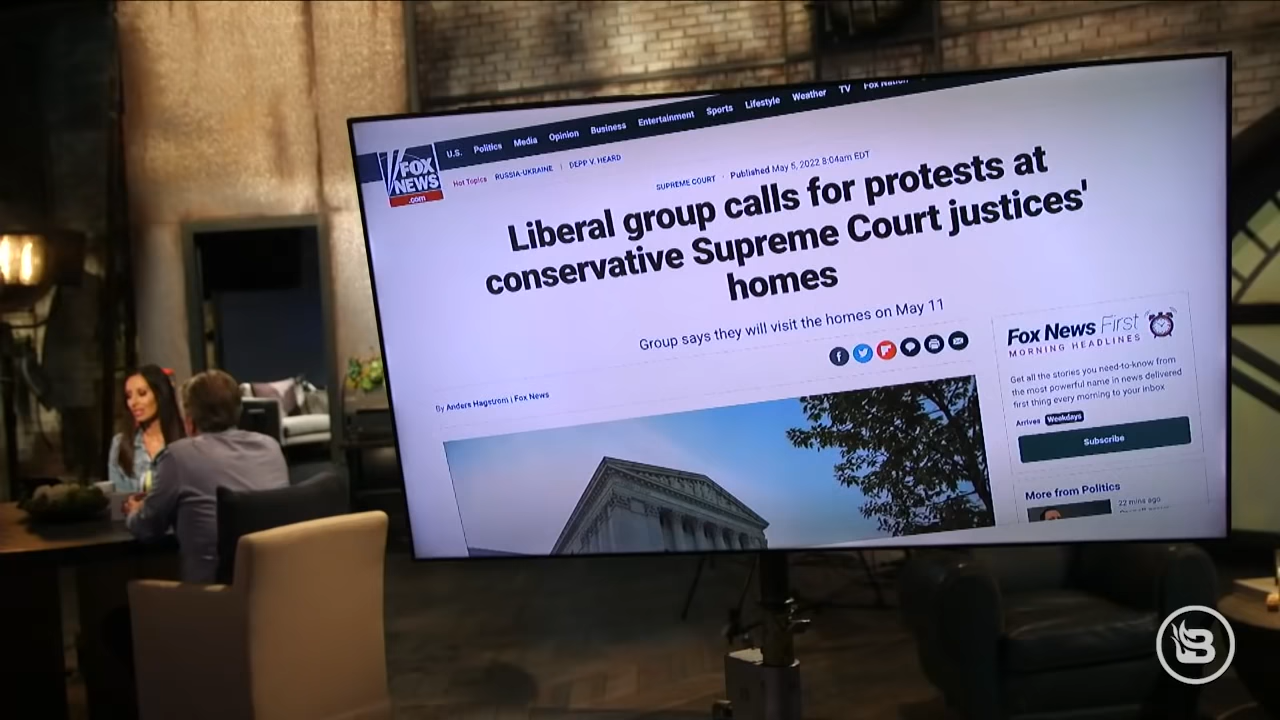 U.S. Politics Media Opinion Business Entertainment Sports Lifestyle Weather TV Fox Nation
FOX
NEWS
.com
Hot Topics RUSSIA-UKRAINE | DEPP V. HEARD
SUPREME COURT · Published May 5, 2022 8:04am EDT
Liberal group calls for protests at
conservative Supreme Court justices'
homes
Group says they will visit the homes on May 11
By Anders Hagstrom | Fox News
Fox News First
MORNING HEADLINES
Get all the stories you need-to-know from
the most powerful name in news delivered
first thing every morning to your inbox
Arrives Weekdays
Subscribe
More from Politics
22 mins ago
B